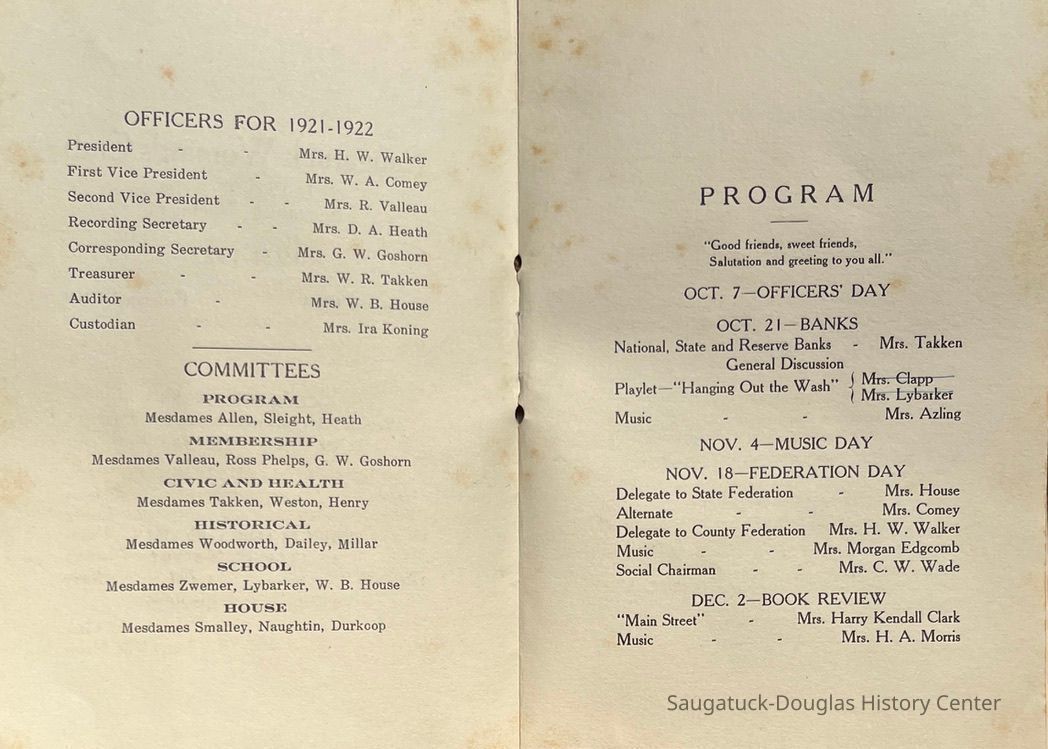 OFFICERS FOR 1921-1922
President - - Mrs. H. W. Walker
First Vice President - Mrs. W. A. Comey
Second Vice President - - Mrs. R. Valleau
Recording Secretary - - Mrs. D. A. Heath
Corresponding Secretary - Mrs. G. W. Goshorn
Treasurer - - Mrs. W. R. Takken
Auditor - Mrs. W. B. House
Custodian - - Mrs. Ira Koning
COMMITTEES
PROGRAM
Mesdames Allen, Sleight, Heath
MEMBERSHIP
Mesdames Valleau, Ross Phelps, G. W. Goshorn
CIVIC AND HEALTH
Mesdames Takken, Weston, Henry
HISTORICAL
Mesdames Woodworth, Dailey, Millar
SCHOOL
Mesdames Zwemer, Lybarker, W. B. House
HOUSE
Mesdames Smalley, Naughtin, Durkoop
PROGRAM
"Good friends, sweet friends,
Salutation and greeting to you all."
OCT. 7—OFFICERS' DAY
OCT. 21—BANKS
National, State and Reserve Banks - Mrs. Takken
General Discussion
Playlet—"Hanging Out the Wash" { Mrs. Clapp
Mrs. Lybarker
Music - - Mrs. Azling
NOV. 4—MUSIC DAY
NOV. 18—FEDERATION DAY
Delegate to State Federation - Mrs. House
Alternate - - Mrs. Comey
Delegate to County Federation Mrs. H. W. Walker
Music - - Mrs. Morgan Edgcomb
Social Chairman - - Mrs. C. W. Wade
DEC. 2—BOOK REVIEW
"Main Street" - Mrs. Harry Kendall Clark
Music - - Mrs. H. A. Morris
Saugatuck-Douglas History Center